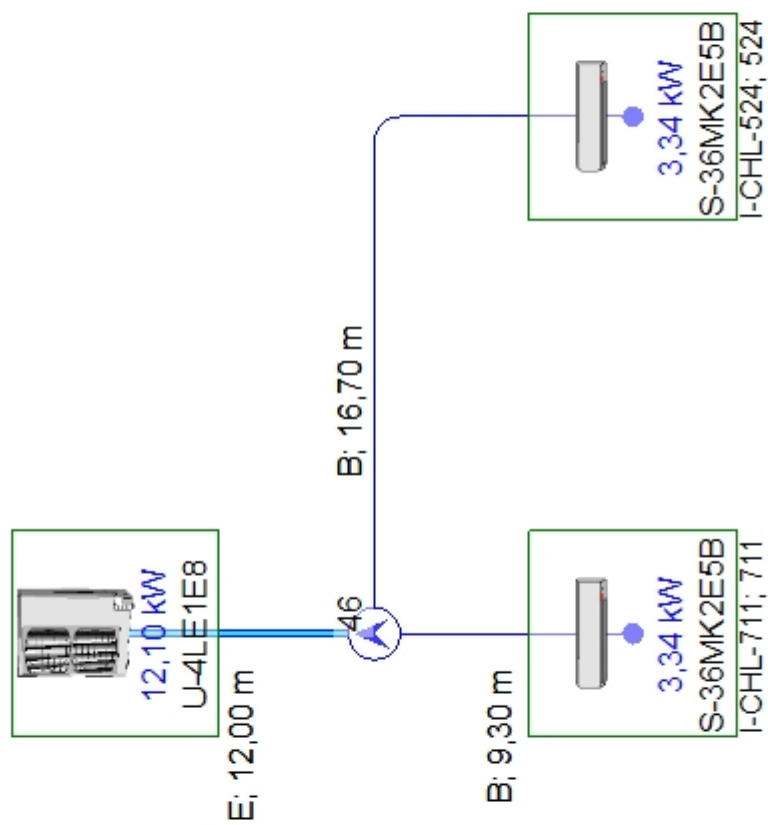 12,10 kW
U-4LE1E8
E; 12,00 m
46
B; 16,70 m
B; 9,30 m
3,34 kW
S-36MK2E5B
I-CHL-711; 711
3,34 kW
S-36MK2E5B
I-CHL-524; 524